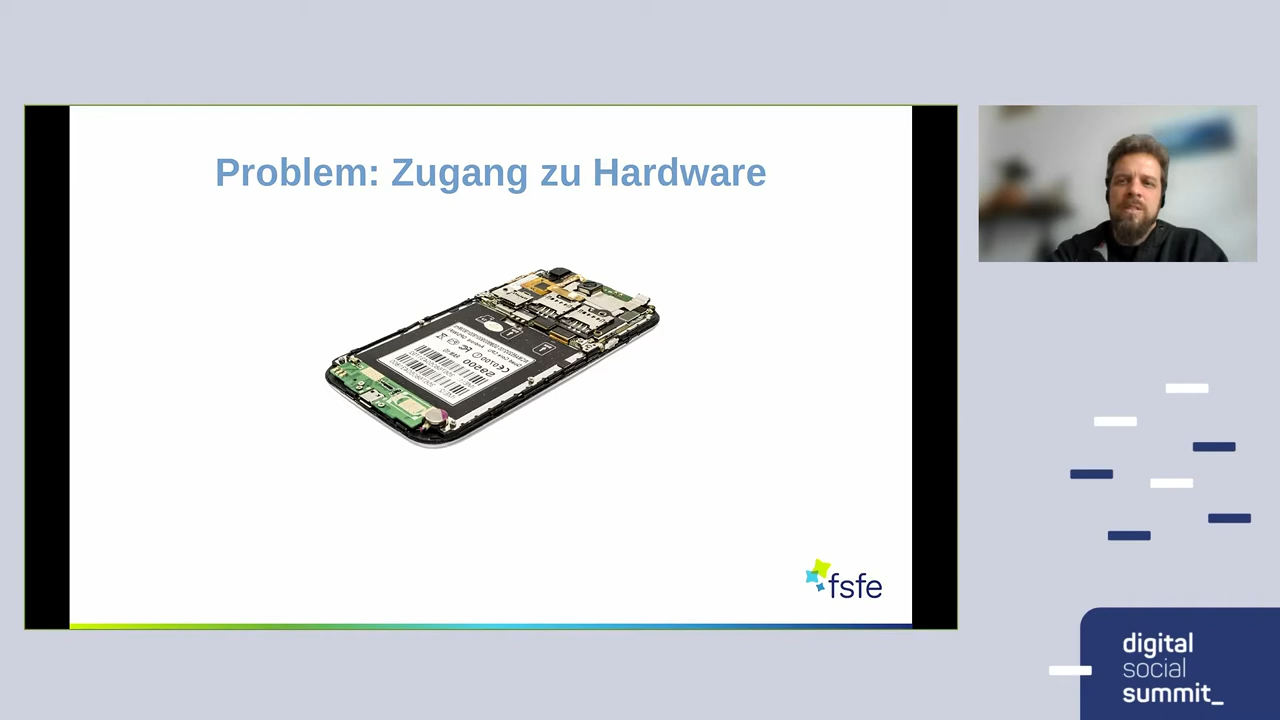 Problem: Zugang zu Hardware
fsfe
digital
social
summit_